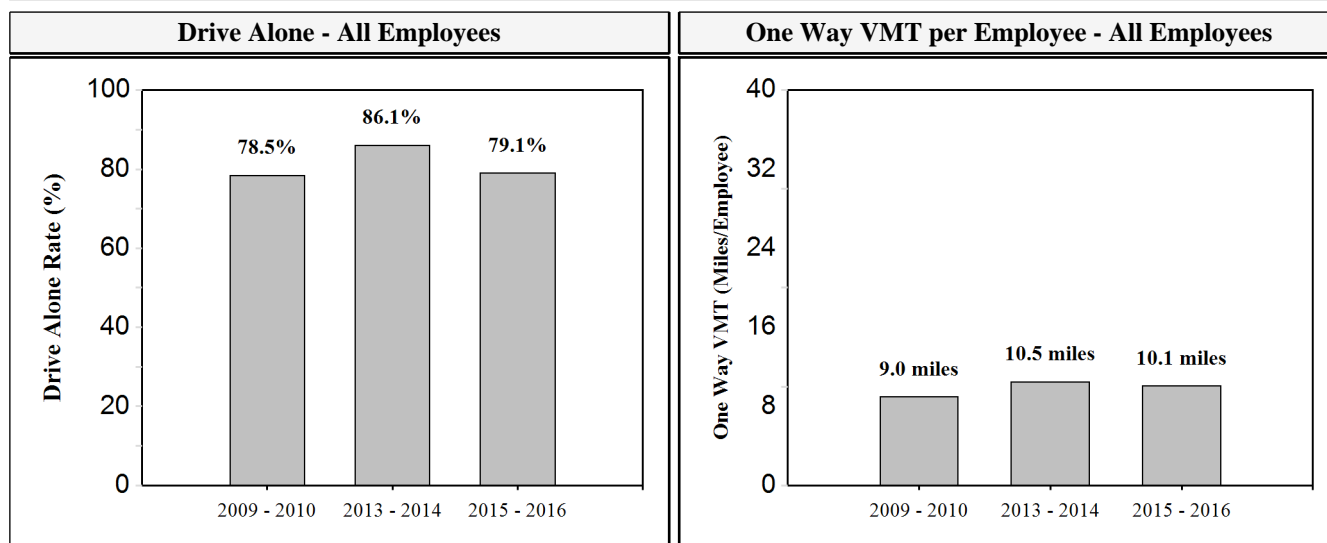 Drive Alone - All Employees
One Way VMT per Employee - All Employees
Drive Alone Rate (%)
100
80
60
40
20
0
78.5%
86.1%
79.1%
2009 - 2010
2013 - 2014
2015 - 2016
One Way VMT (Miles/Employee)
40
32
24
16
8
0
9.0 miles
10.5 miles
10.1 miles
2009 - 2010
2013 - 2014
2015 - 2016